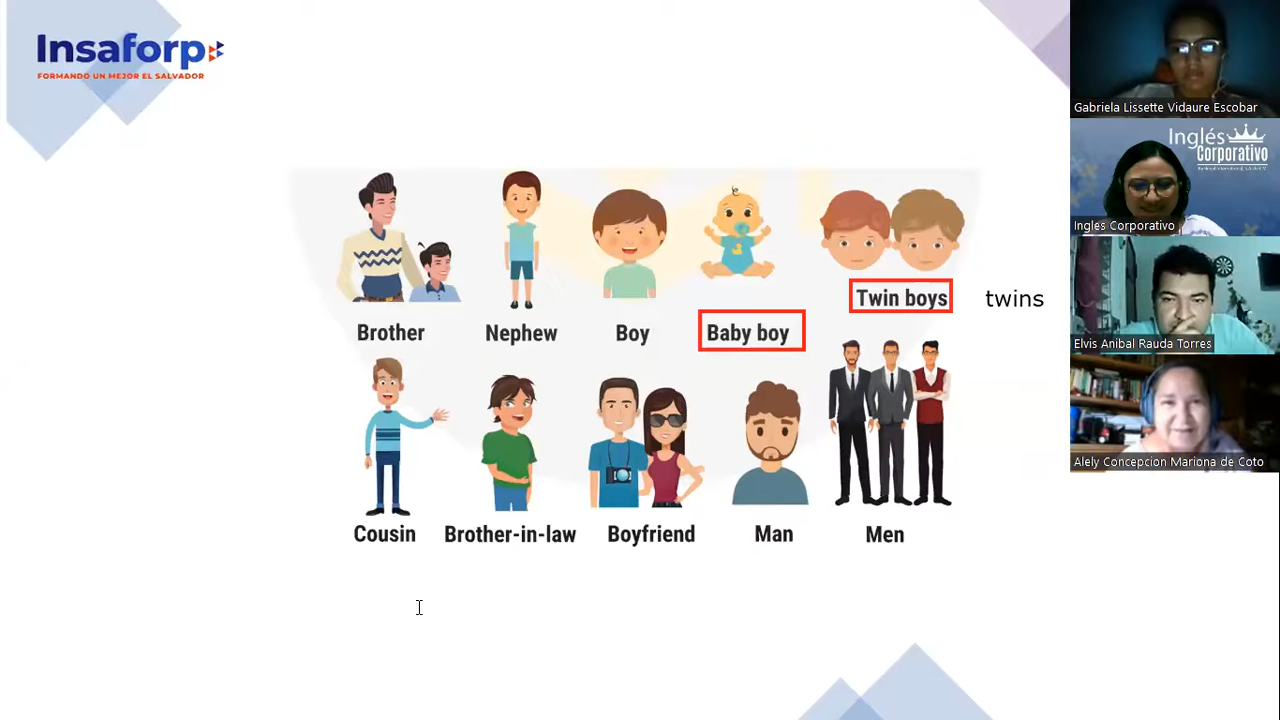 Insaforp
FORMANDO UN MEJOR EL SALVADOR
Brother
Nephew
Boy
Baby boy
Twin boys
twins
Cousin
Brother-in-law
Boyfriend
Man
Men
Gabriela Lissette Vidaure Escobar
Inglés
Corporativo
Ingles Corporativo
Elvis Anibal Rauda Torres
Alely Concepcion Mariona de Coto